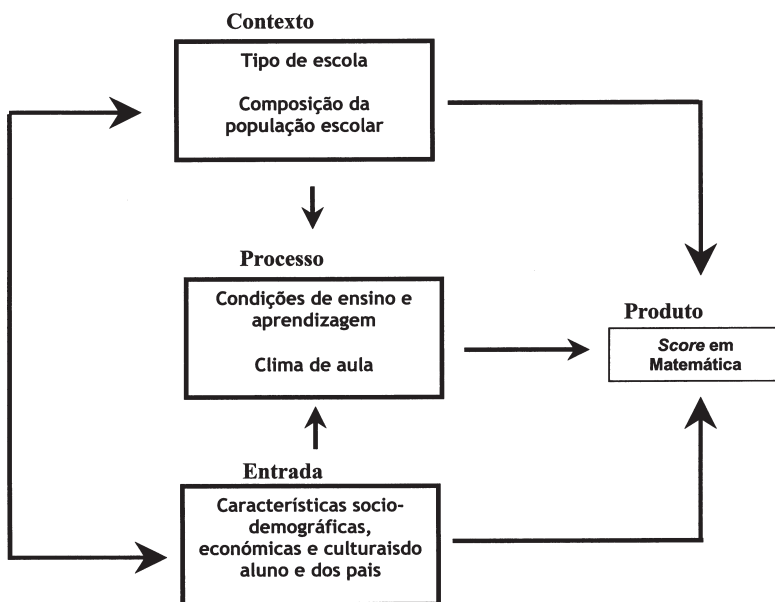 Contexto
Tipo de escola
Composição da
população escolar
Processo
Condições de ensino e
aprendizagem
Clima de aula
Produto
Score em
Matemática
Entrada
Características socio-
demográficas,
económicas e culturaisdo
aluno e dos pais